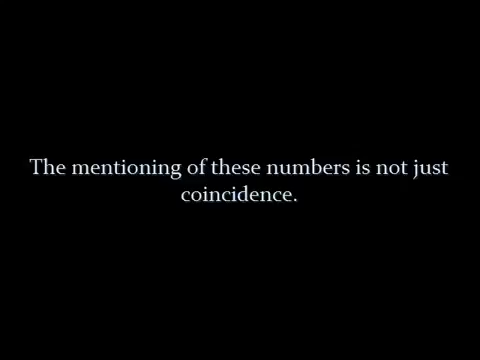 The mentioning of these numbers is not just
coincidence.